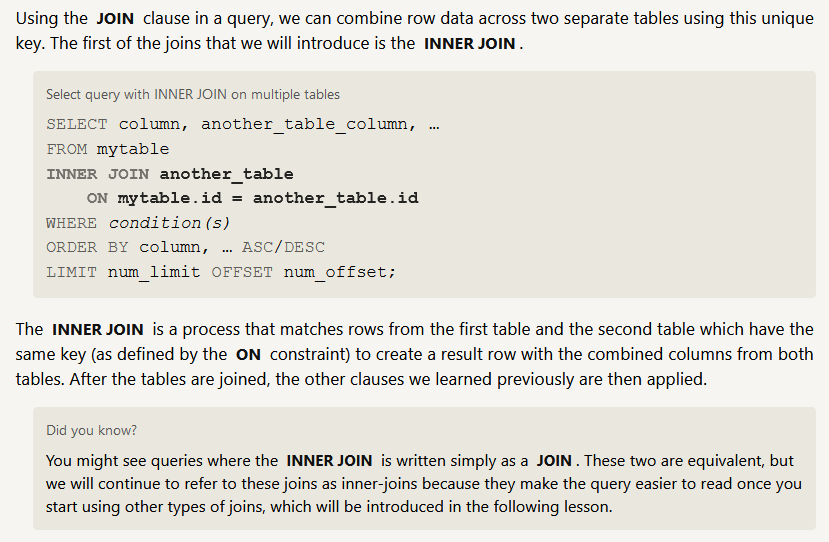 Using the JOIN clause in a query, we can combine row data across two separate tables using this unique
key. The first of the joins that we will introduce is the INNER JOIN.
Select query with INNER JOIN on multiple tables
SELECT column, another_table_column, …
FROM mytable
INNER JOIN another_table
    ON mytable.id = another_table.id
WHERE condition(s)
ORDER BY column, … ASC/DESC
LIMIT num_limit OFFSET num_offset;
The INNER JOIN is a process that matches rows from the first table and the second table which have the
same key (as defined by the ON constraint) to create a result row with the combined columns from both
tables. After the tables are joined, the other clauses we learned previously are then applied.
Did you know?
You might see queries where the INNER JOIN is written simply as a JOIN. These two are equivalent, but
we will continue to refer to these joins as inner-joins because they make the query easier to read once you
start using other types of joins, which will be introduced in the following lesson.